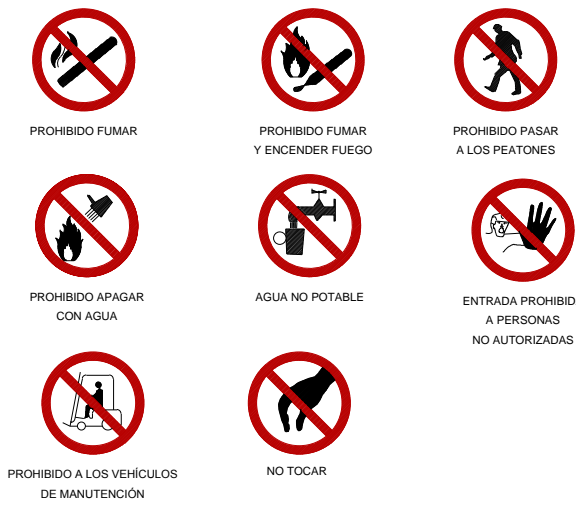 PROHIBIDO FUMAR
PROHIBIDO FUMAR
Y ENCENDER FUEGO
PROHIBIDO PASAR
A LOS PEATONES
PROHIBIDO APAGAR
CON AGUA
AGUA NO POTABLE
ENTRADA PROHIBID
A PERSONAS
NO AUTORIZADAS
PROHIBIDO A LOS VEHÍCULOS
DE MANUTENCIÓN
NO TOCAR